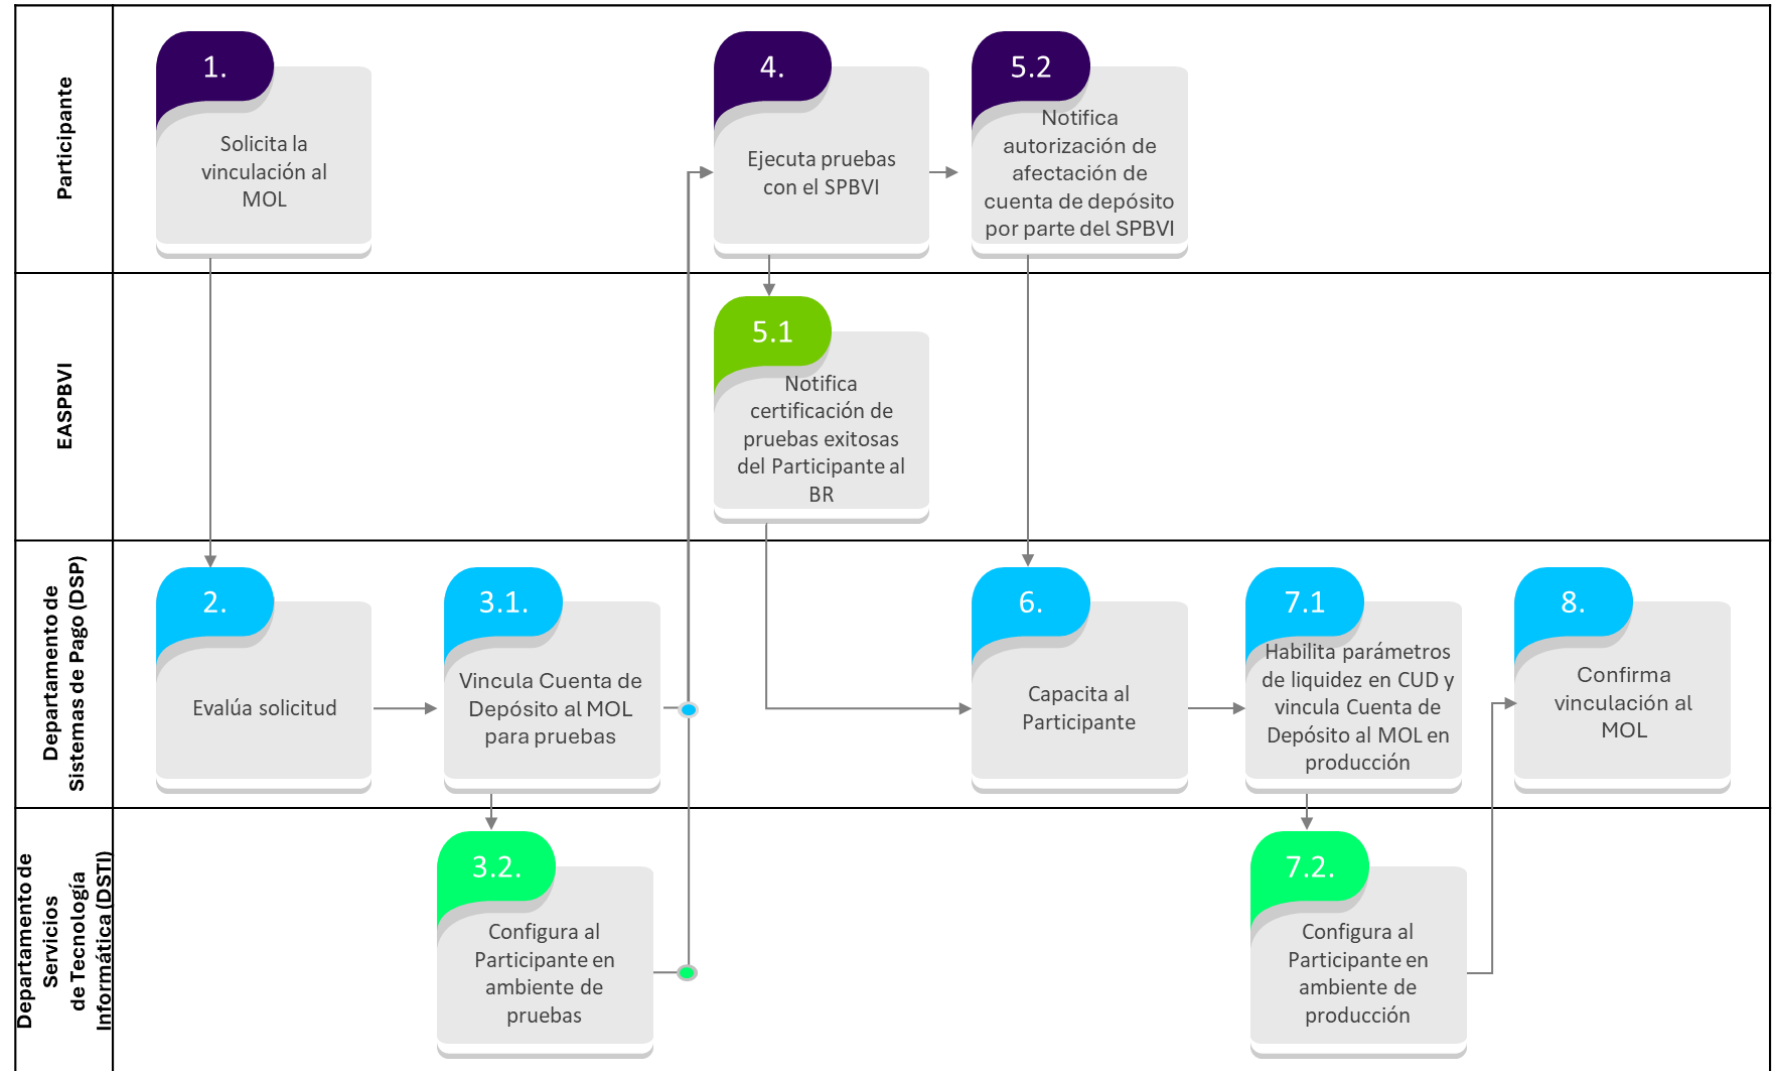 Participante
1.
Solicita la
vinculación al
MOL
4.
Ejecuta pruebas
con el SPBVI
5.2
Notifica
autorización de
afectación de
cuenta de depósito
por parte del SPBVI
EASPBVI
5.1
Notifica
certificación de
pruebas exitosas
del Participante al
BR
Departamento de
Sistemas de Pago (DSP)
2.
Evalúa solicitud
3.1.
Vincula Cuenta de
Depósito al MOL
para pruebas
6.
Capacita al
Participante
7.1
Habilita parámetros
de liquidez en CUD y
vincula Cuenta de
Depósito al MOL en
producción
8.
Confirma
vinculación al
MOL
Departamento de
Servicios
de Tecnología
Informática (DSTI)
3.2.
Configura al
Participante en
ambiente de
pruebas
7.2.
Configura al
Participante en
ambiente de
producción